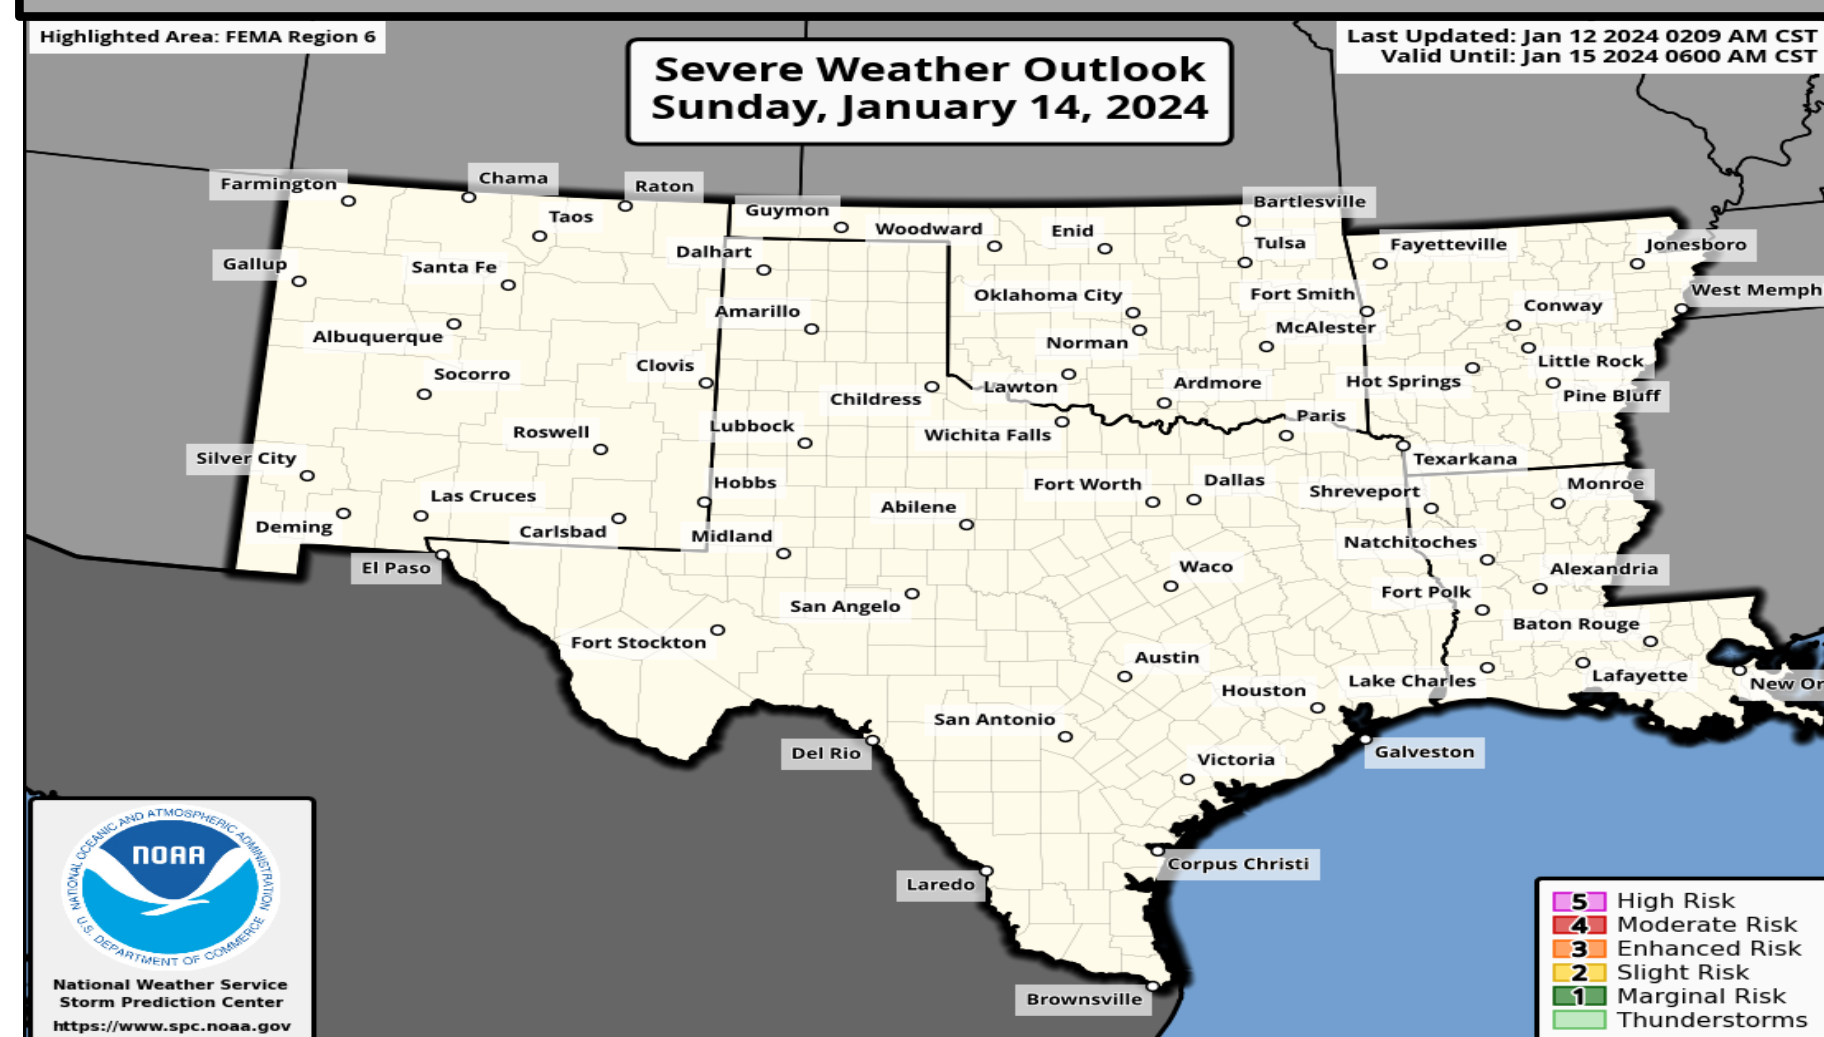 Highlighted Area: FEMA Region 6
Severe Weather Outlook
Sunday, January 14, 2024
Last Updated: Jan 12 2024 0209 AM CST
Valid Until: Jan 15 2024 0600 AM CST
Farmington
Chama
Raton
Taos
Guymon
Woodward
Enid
Bartlesville
Tulsa
Fayetteville
Jonesboro
Gallup
Santa Fe
Dalhart
Oklahoma City
Fort Smith
West Memph
Amarillo
Conway
Albuquerque
Norman
McAlester
Socorro
Clovis
Little Rock
Childress
Lawton
Ardmore
Hot Springs
Pine Bluff
Roswell
Lubbock
Wichita Falls
Paris
Silver City
Texarkana
Las Cruces
Hobbs
Fort Worth
Dallas
Shreveport
Monroe
Deming
Carlsbad
Midland
Abilene
Natchitoches
El Paso
Waco
Alexandria
San Angelo
Fort Polk
Fort Stockton
Baton Rouge
Austin
Lake Charles
Lafayette
New Or
Houston
San Antonio
Del Rio
Victoria
Galveston
Corpus Christi
Laredo
Brownsville
NATIONAL OCEANIC AND ATMOSPHERIC ADMINISTRATION
NOAA
U.S. DEPARTMENT OF COMMERCE
National Weather Service
Storm Prediction Center
https://www.spc.noaa.gov
5 High Risk
4 Moderate Risk
3 Enhanced Risk
2 Slight Risk
1 Marginal Risk
Thunderstorms